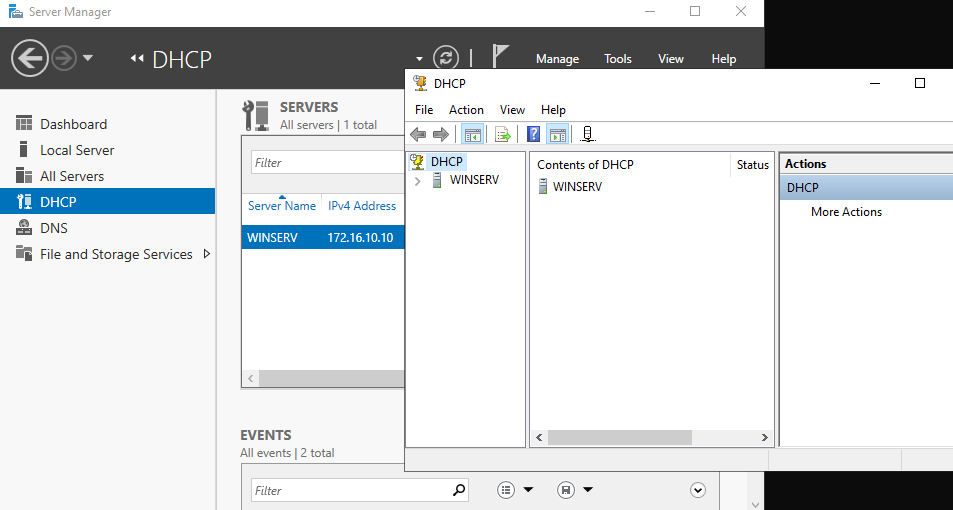 Server Manager
DHCP
Manage Tools View Help
Dashboard
Local Server
All Servers
DHCP
DNS
File and Storage Services
SERVERS
All servers | 1 total
Filter
Server Name IPv4 Address
WINSERV 172.16.10.10
EVENTS
All events | 2 total
Filter
DHCP
File Action View Help
DHCP
WINSERV
Contents of DHCP Status
WINSERV
Actions
DHCP
More Actions